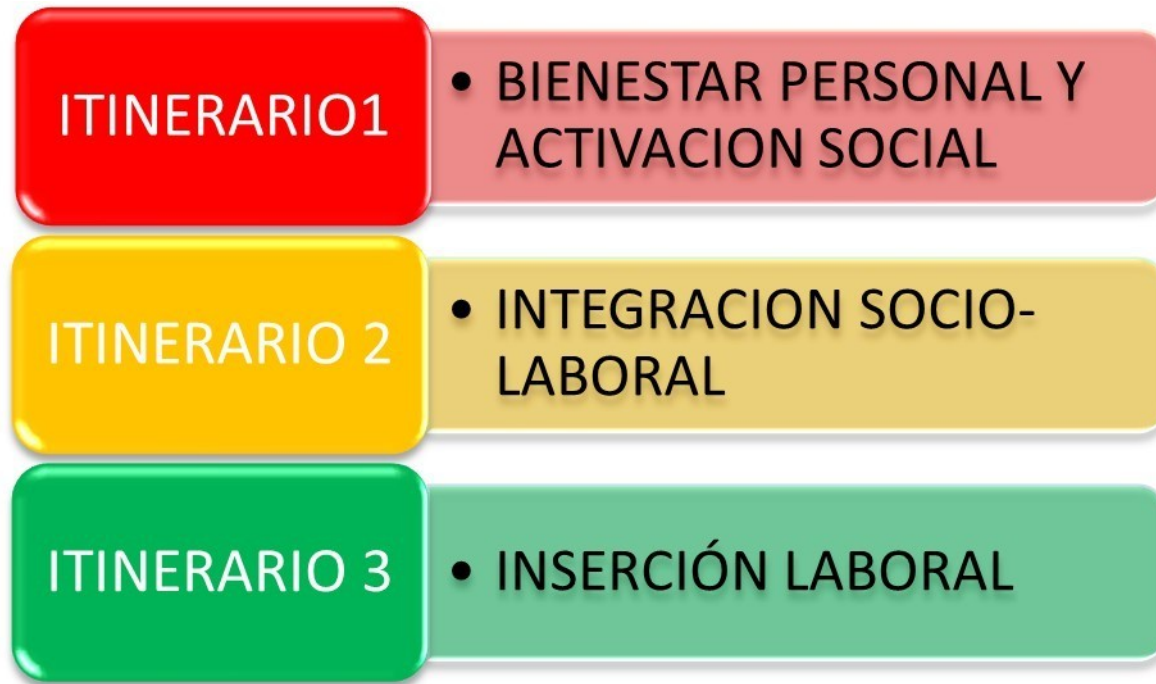 ITINERARIO1
• BIENESTAR PERSONAL Y
ACTIVACION SOCIAL
ITINERARIO 2
• INTEGRACION SOCIO-
LABORAL
ITINERARIO 3
• INSERCIÓN LABORAL